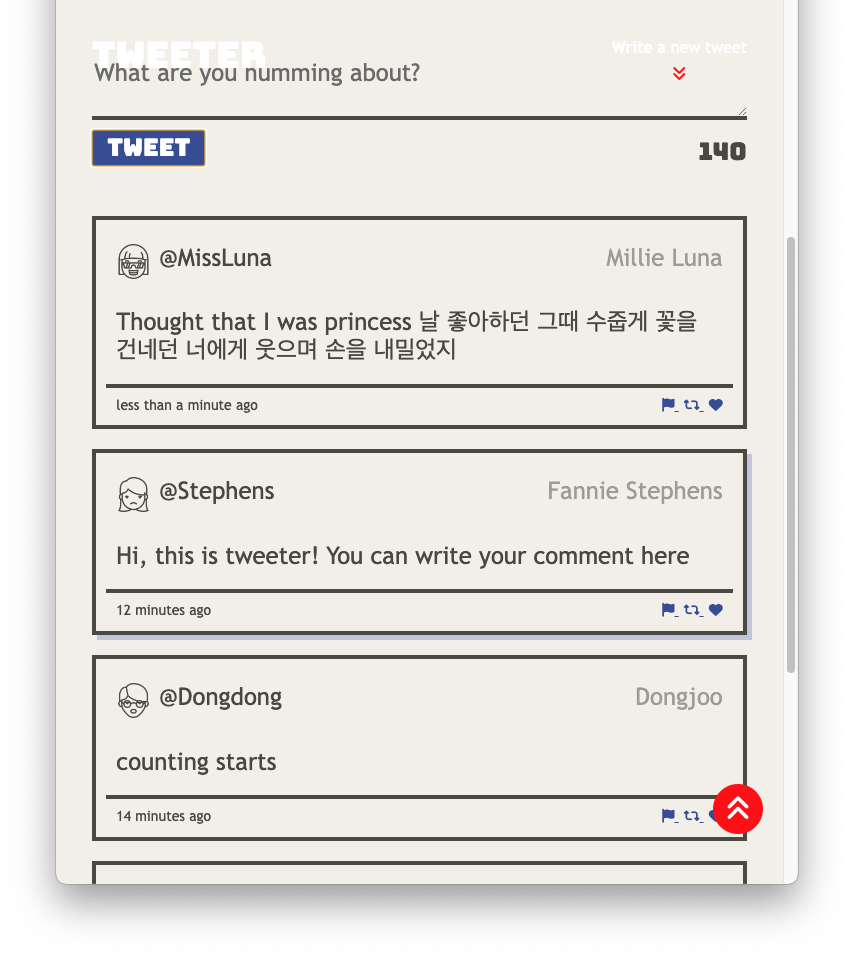 TWEETER
Write a new tweet
What are you numming about?
TWEET
140
@MissLuna
Millie Luna
Thought that I was princess 날 좋아하던 그때 수줍게 꽃을
건네던 너에게 웃으며 손을 내밀었지
less than a minute ago
@Stephens
Fannie Stephens
Hi, this is tweeter! You can write your comment here
12 minutes ago
@Dongdong
Dongjoo
counting starts
14 minutes ago